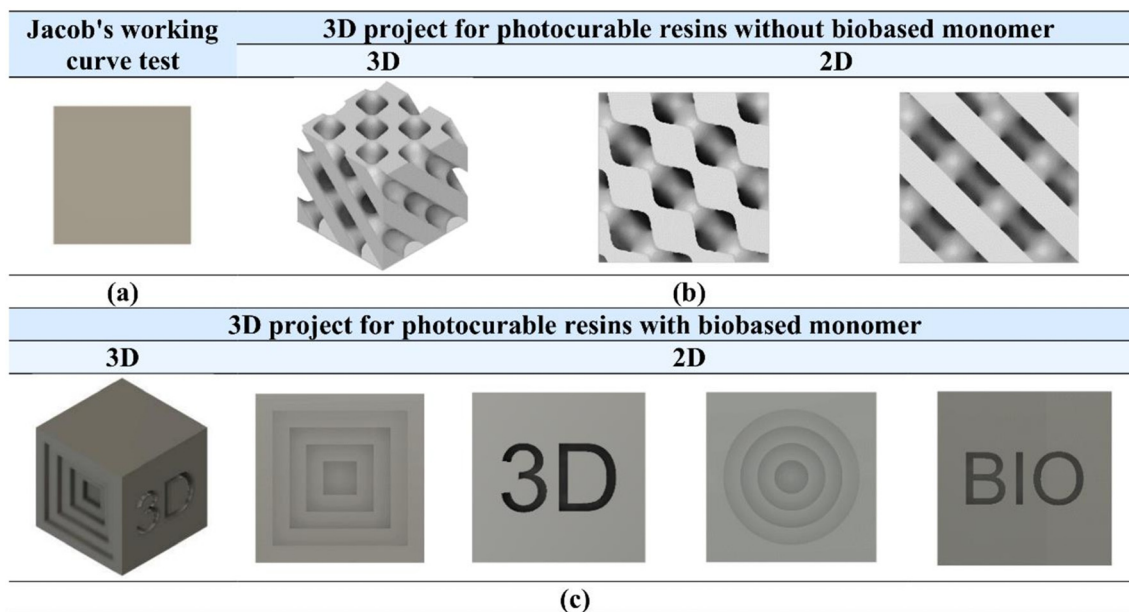 Jacob's working
curve test
3D project for photocurable resins without biobased monomer
3D
2D
(a)
(b)
3D project for photocurable resins with biobased monomer
3D
2D
3D
3D
BIO
(c)